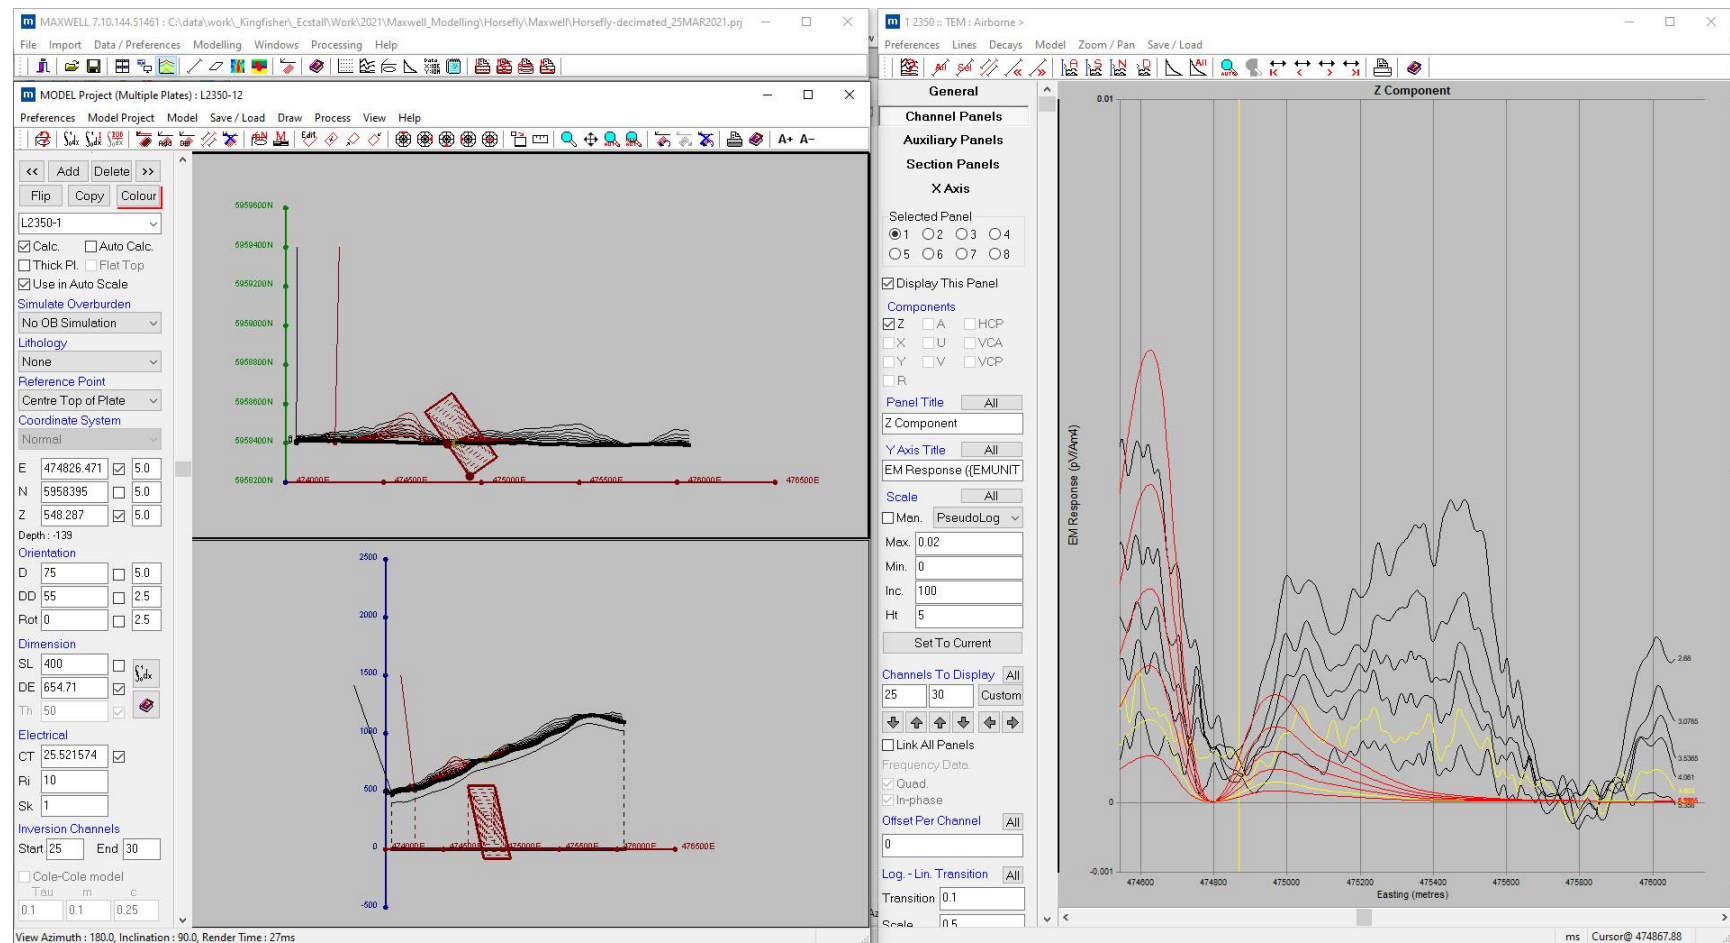 MAXWELL 7.10.144.51461 : C:\data\work\_Kingfisher\_Ecstall\Work\2021\Maxwell_Modelling\Horsefly\Maxwell\Horsefly-decimated_25MAR2021.prj
File Import Data / Preferences Modelling Windows Processing Help
MODEL Project (Multiple Plates) : L2350-12
Preferences Model Project Model Save / Load Draw Process View Help
A+ A-
<< Add Delete >>
Flip Copy Colour
L2350-1
Calc. Auto Calc.
Thick Pl. Flat Top
Use in Auto Scale
Simulate Overburden
No OB Simulation
Lithology
None
Reference Point
Centre Top of Plate
Coordinate System
Normal
E 474826.471 5.0
N 5958395 5.0
Z 548.287 5.0
Depth : -139
Orientation
D 75 5.0
DD 55 2.5
Rot 0 2.5
Dimension
SL 400
DE 654.71
Th 50
Electrical
CT 25.521574
Ri 10
Sk 1
Inversion Channels
Start 25 End 30
Cole-Cole model
Tau m c
0.1 0.1 0.25
View Azimuth : 180.0, Inclination : 90.0, Render Time : 27ms
5959600N
5959400N
5959200N
5959000N
5958800N
5958600N
5958400N
5958200N
474000E 474500E 475000E 475500E 476000E 476500E
2500
2000
1500
1000
500
0
474000E 474500E 475000E 475500E 476000E 476500E
-500
1 2350 :: TEM : Airborne >
Preferences Lines Decays Model Zoom / Pan Save / Load
General
Channel Panels
Auxiliary Panels
Section Panels
X Axis
Selected Panel
1 2 3 4
5 6 7 8
Display This Panel
Components
Z A HCP
X U VCA
Y V VCP
R
Panel Title All
Z Component
Y Axis Title All
EM Response ({EMUNIT
Scale All
Man. PseudoLog
Max. 0.02
Min. 0
Inc. 100
Ht 5
Set To Current
Channels To Display All
25 30 Custom
Link All Panels
Frequency Data
Quad.
In-phase
Offset Per Channel All
0
Log. - Lin. Transition All
Transition 0.1
Scale 0.5
Z Component
0.01
EM Response (pV/Am4)
0
-0.001
2.68
3.0785
3.5365
4.061
474600 474800 475000 475200 475400 475600 475800 476000
Easting (metres)
ms Cursor@ 474867.88